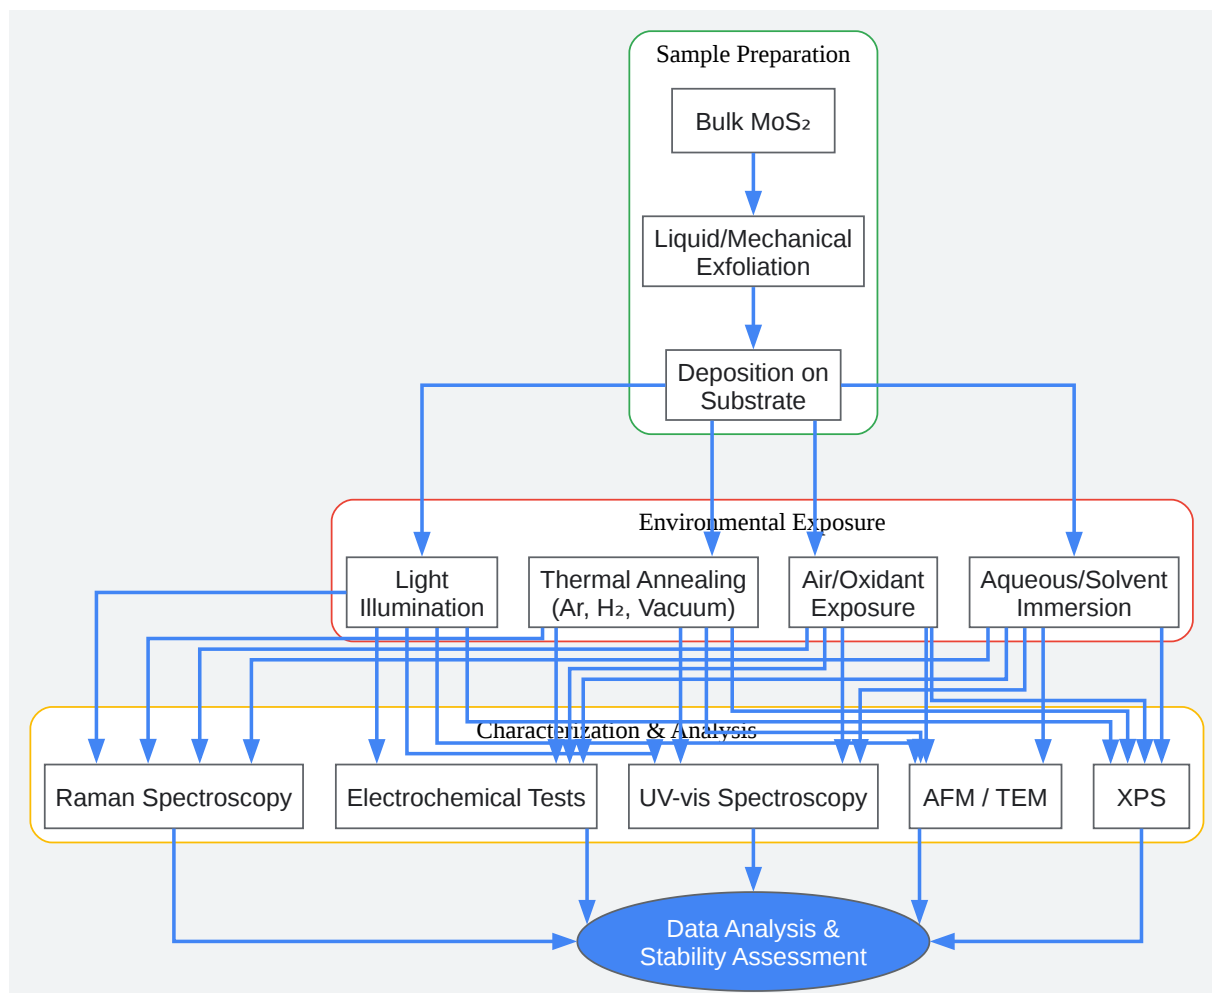 Sample Preparation
Bulk MoS₂
Liquid/Mechanical
Exfoliation
Deposition on
Substrate
Environmental Exposure
Light
Illumination
Thermal Annealing
(Ar, H₂, Vacuum)
Air/Oxidant
Exposure
Aqueous/Solvent
Immersion
Characterization & Analysis
Raman Spectroscopy
Electrochemical Tests
UV-vis Spectroscopy
AFM / TEM
XPS
Data Analysis &
Stability Assessment